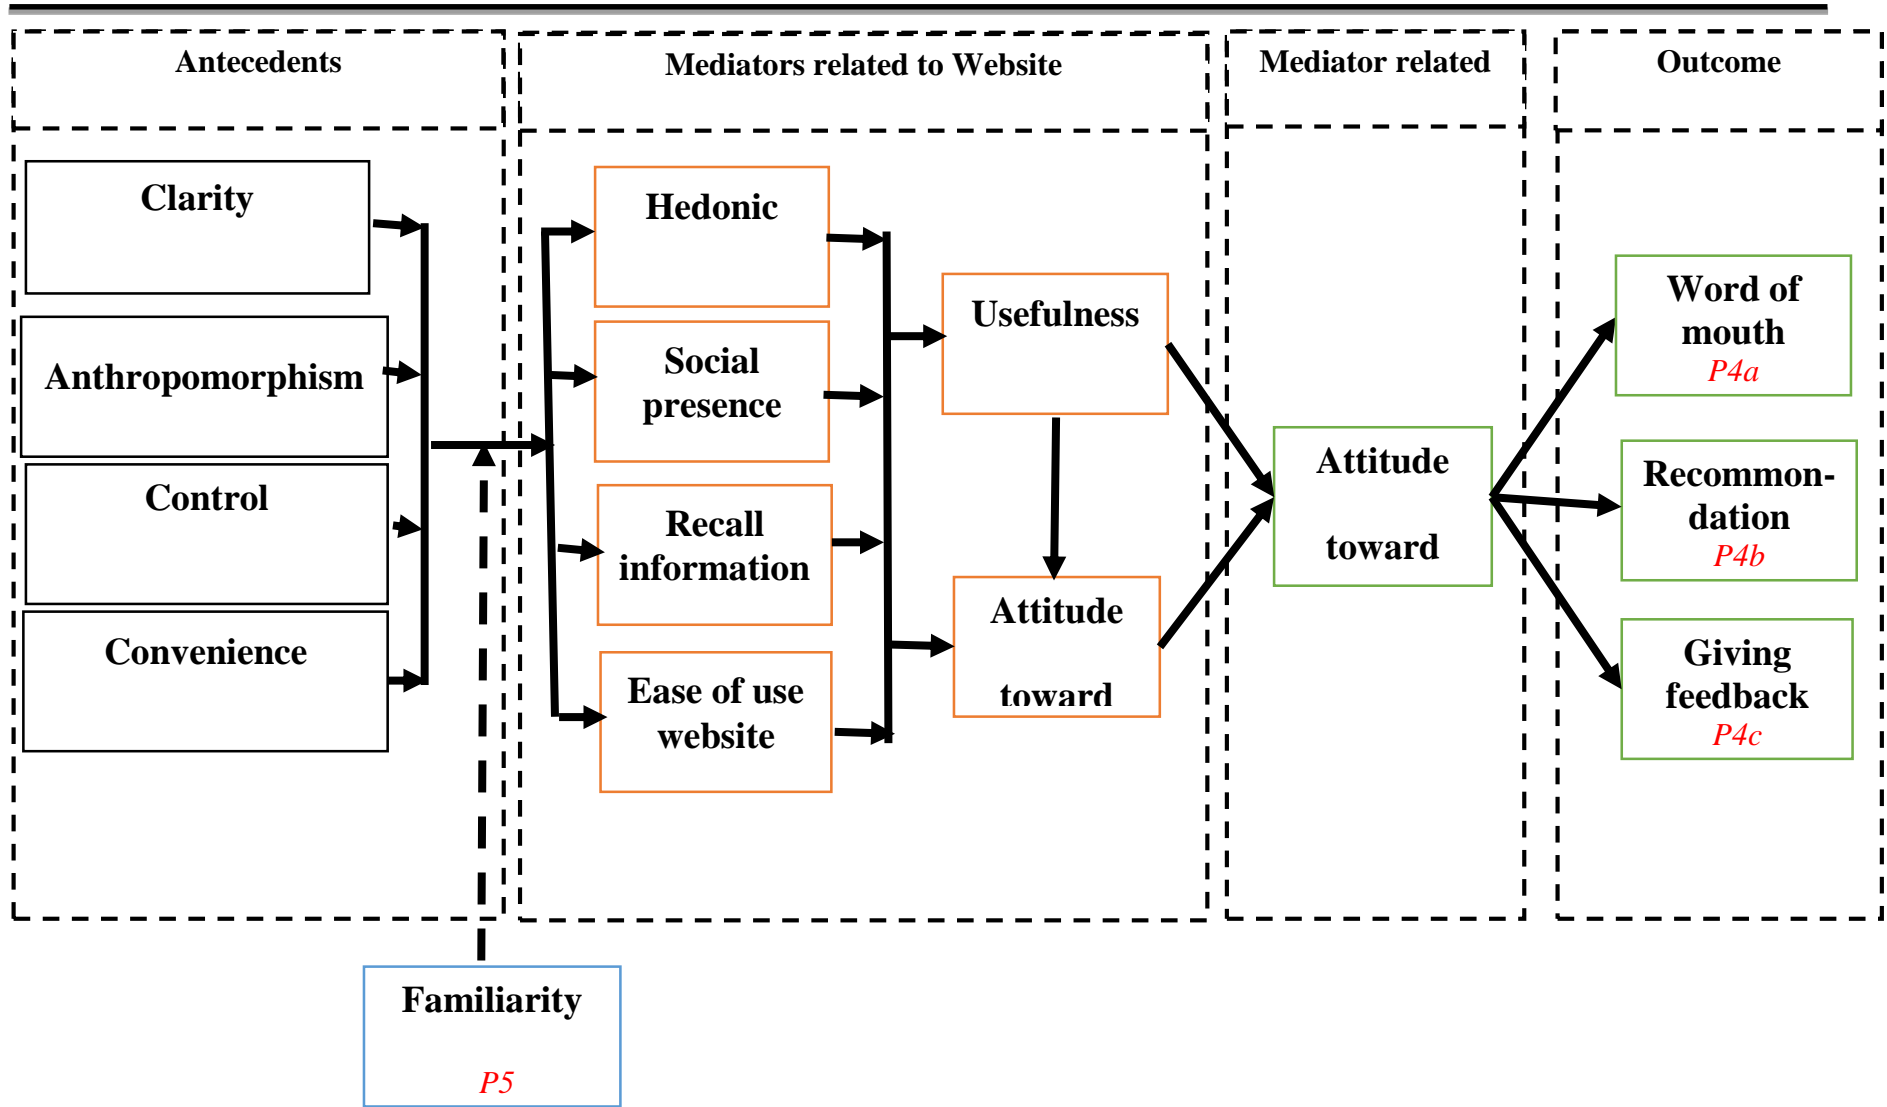 Antecedents
Mediators related to Website
Mediator related
Outcome
Clarity
Anthropomorphism
Control
Convenience
Hedonic
Social
presence
Recall
information
Ease of use
website
Usefulness
Attitude
toward
Attitude
toward
Word of
mouth
P4a
Recommon-
dation
P4b
Giving
feedback
P4c
Familiarity
P5